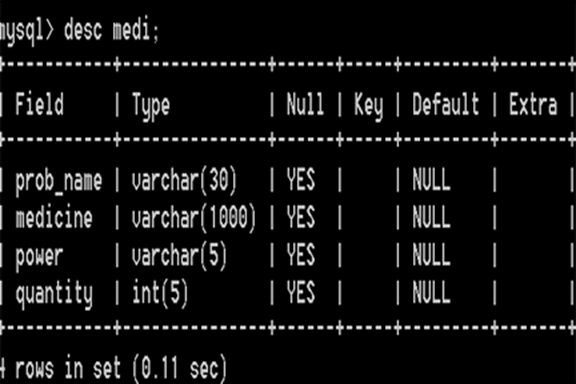 mysql> desc medi;
+-----------+---------------+------+-----+---------+-------+
| Field | Type | Null | Key | Default | Extra |
+-----------+---------------+------+-----+---------+-------+
| prob_name | varchar(30) | YES | | NULL | |
| medicine | varchar(1000) | YES | | NULL | |
| power | varchar(5) | YES | | NULL | |
| quantity | int(5) | YES | | NULL | |
+-----------+---------------+------+-----+---------+-------+
4 rows in set (0.11 sec)